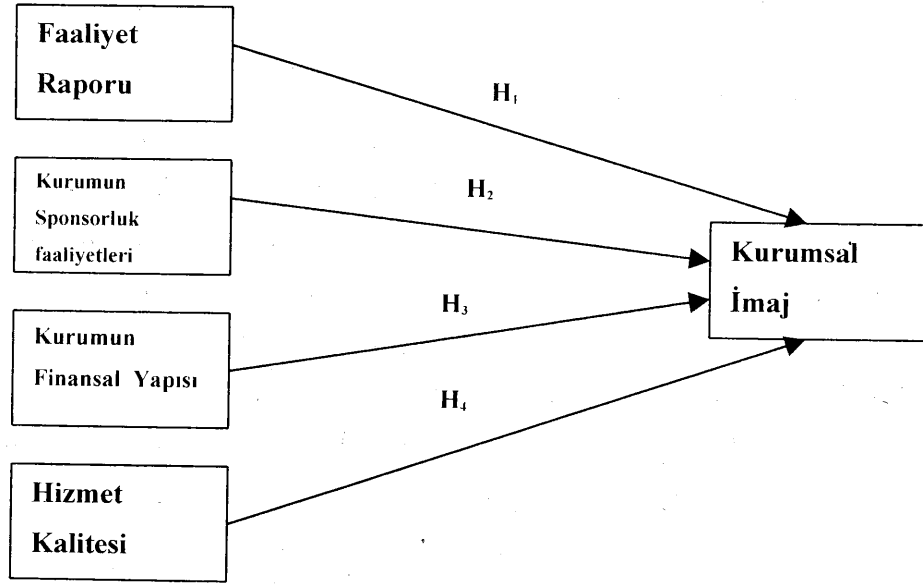 Faaliyet
Raporu
H₁
Kurumun
Sponsorluk
faaliyetleri
H₂
Kurumsal
İmaj
Kurumun
Finansal Yapısı
H₃
H₄
Hizmet
Kalitesi